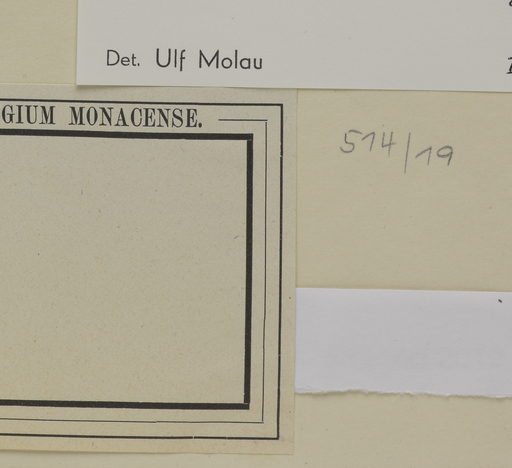 Det. Ulf Molau
GIUM MONACENSE.
514/19